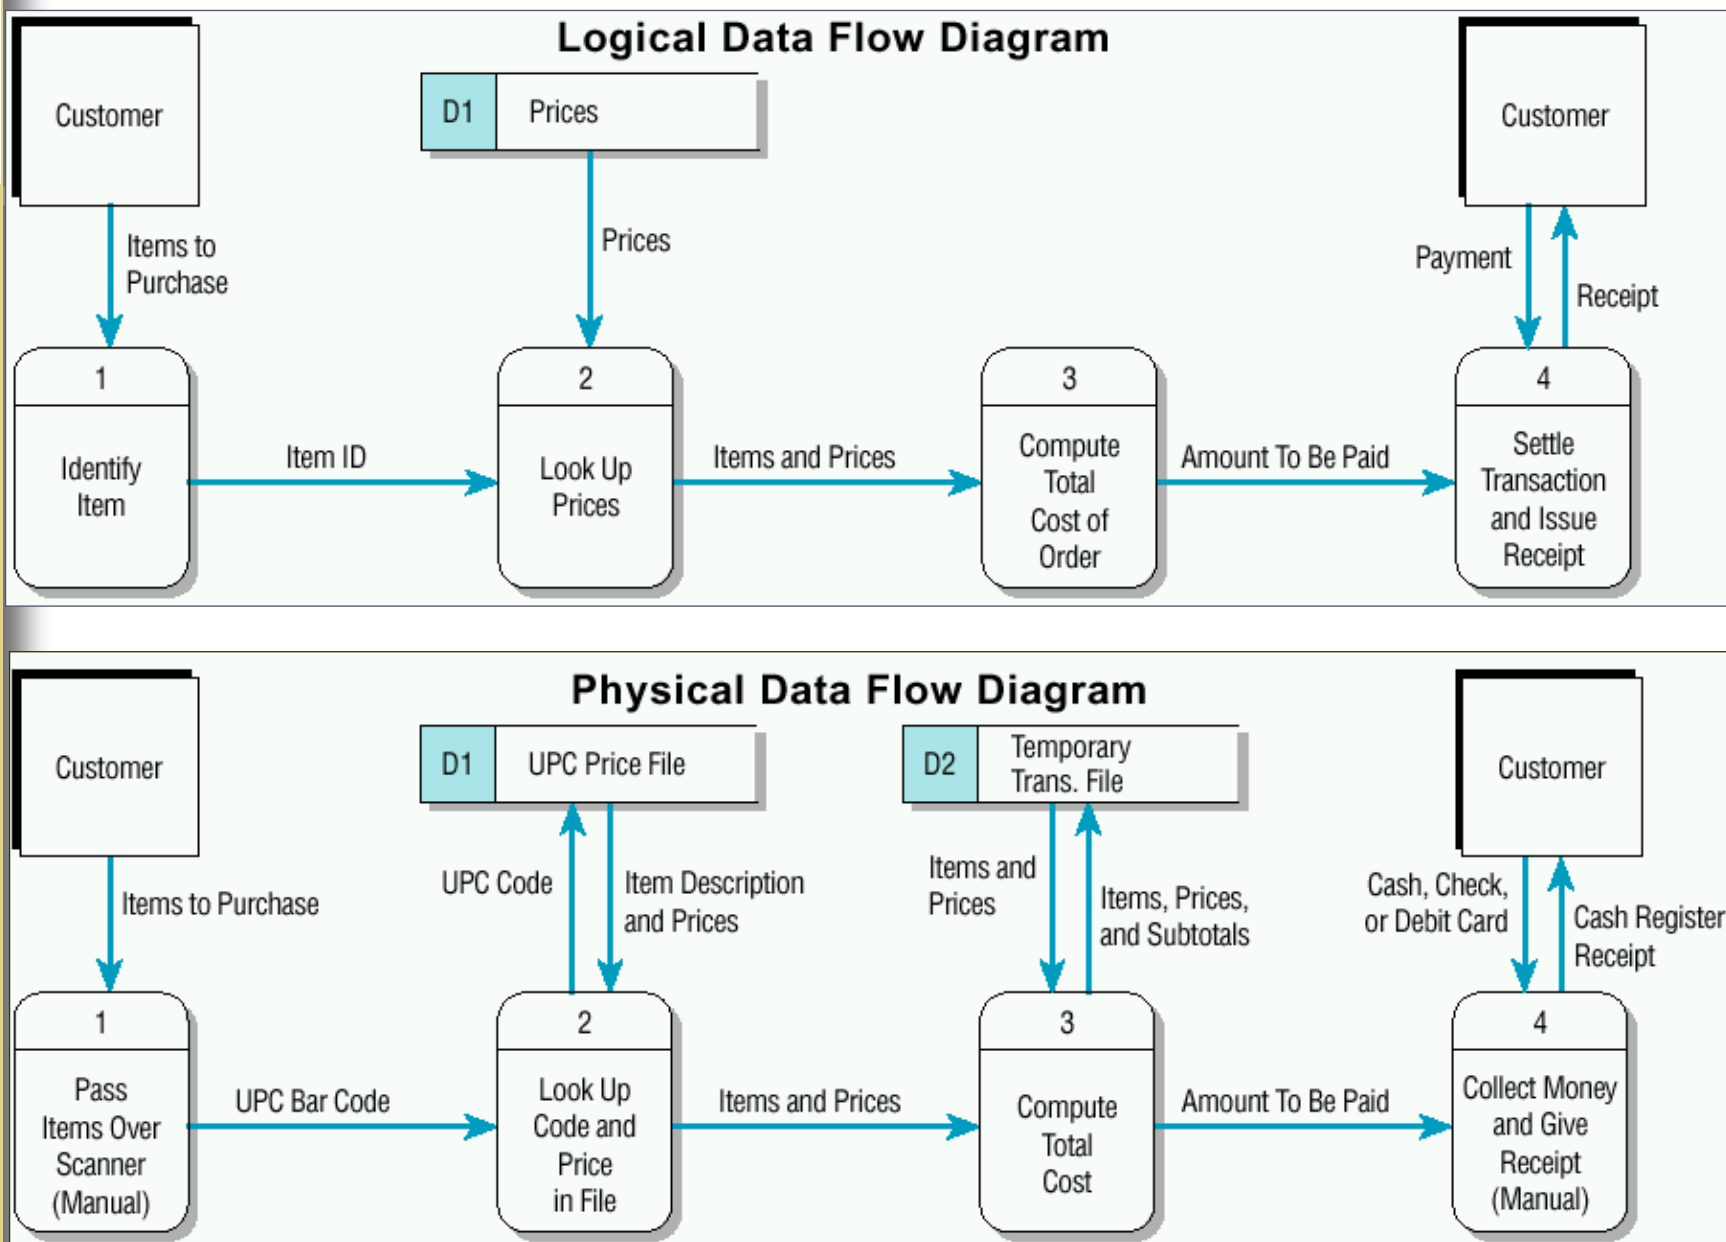 Logical Data Flow Diagram
Customer
D1
Prices
Customer
Items to
Purchase
Prices
Payment
Receipt
1
Identify
Item
Item ID
2
Look Up
Prices
Items and Prices
3
Compute
Total
Cost of
Order
Amount To Be Paid
4
Settle
Transaction
and Issue
Receipt
Physical Data Flow Diagram
Customer
D1
UPC Price File
D2
Temporary
Trans. File
Customer
Items to Purchase
UPC Code
Item Description
and Prices
Items and
Prices
Items, Prices,
and Subtotals
Cash, Check,
or Debit Card
Cash Register
Receipt
1
Pass
Items Over
Scanner
(Manual)
UPC Bar Code
2
Look Up
Code and
Price
in File
Items and Prices
3
Compute
Total
Cost
Amount To Be Paid
4
Collect Money
and Give
Receipt
(Manual)